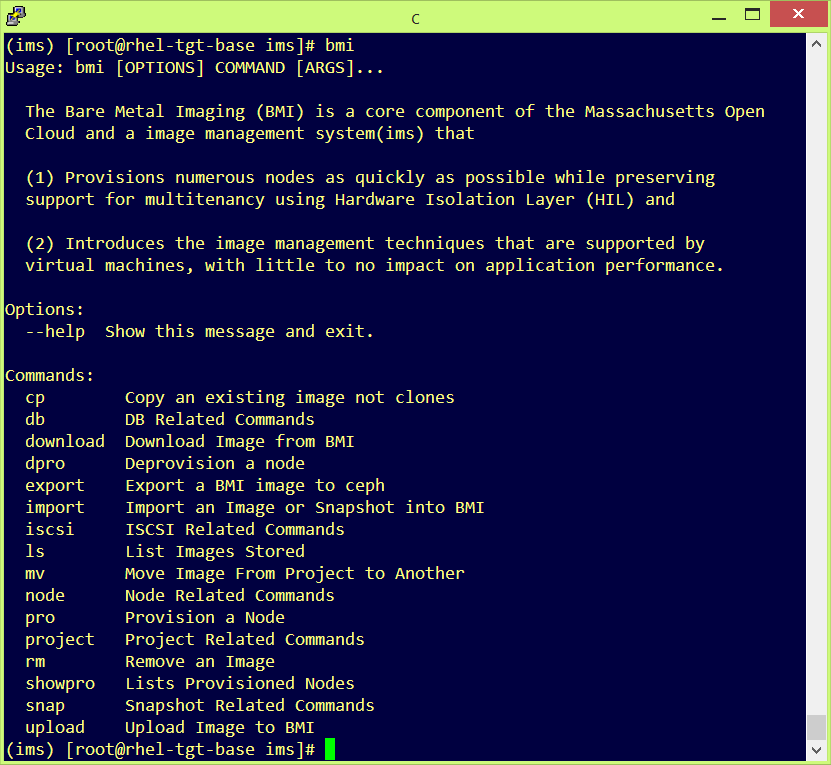 C
(ims) [root@rhel-tgt-base ims]# bmi
Usage: bmi [OPTIONS] COMMAND [ARGS]...
The Bare Metal Imaging (BMI) is a core component of the Massachusetts Open
Cloud and a image management system(ims) that
(1) Provisions numerous nodes as quickly as possible while preserving
support for multitenancy using Hardware Isolation Layer (HIL) and
(2) Introduces the image management techniques that are supported by
virtual machines, with little to no impact on application performance.
Options:
--help  Show this message and exit.
Commands:
cp        Copy an existing image not clones
db        DB Related Commands
download  Download Image from BMI
dpro      Deprovision a node
export    Export a BMI image to ceph
import    Import an Image or Snapshot into BMI
iscsi     ISCSI Related Commands
ls        List Images Stored
mv        Move Image From Project to Another
node      Node Related Commands
pro       Provision a Node
project   Project Related Commands
rm        Remove an Image
showpro   Lists Provisioned Nodes
snap      Snapshot Related Commands
upload    Upload Image to BMI
(ims) [root@rhel-tgt-base ims]#